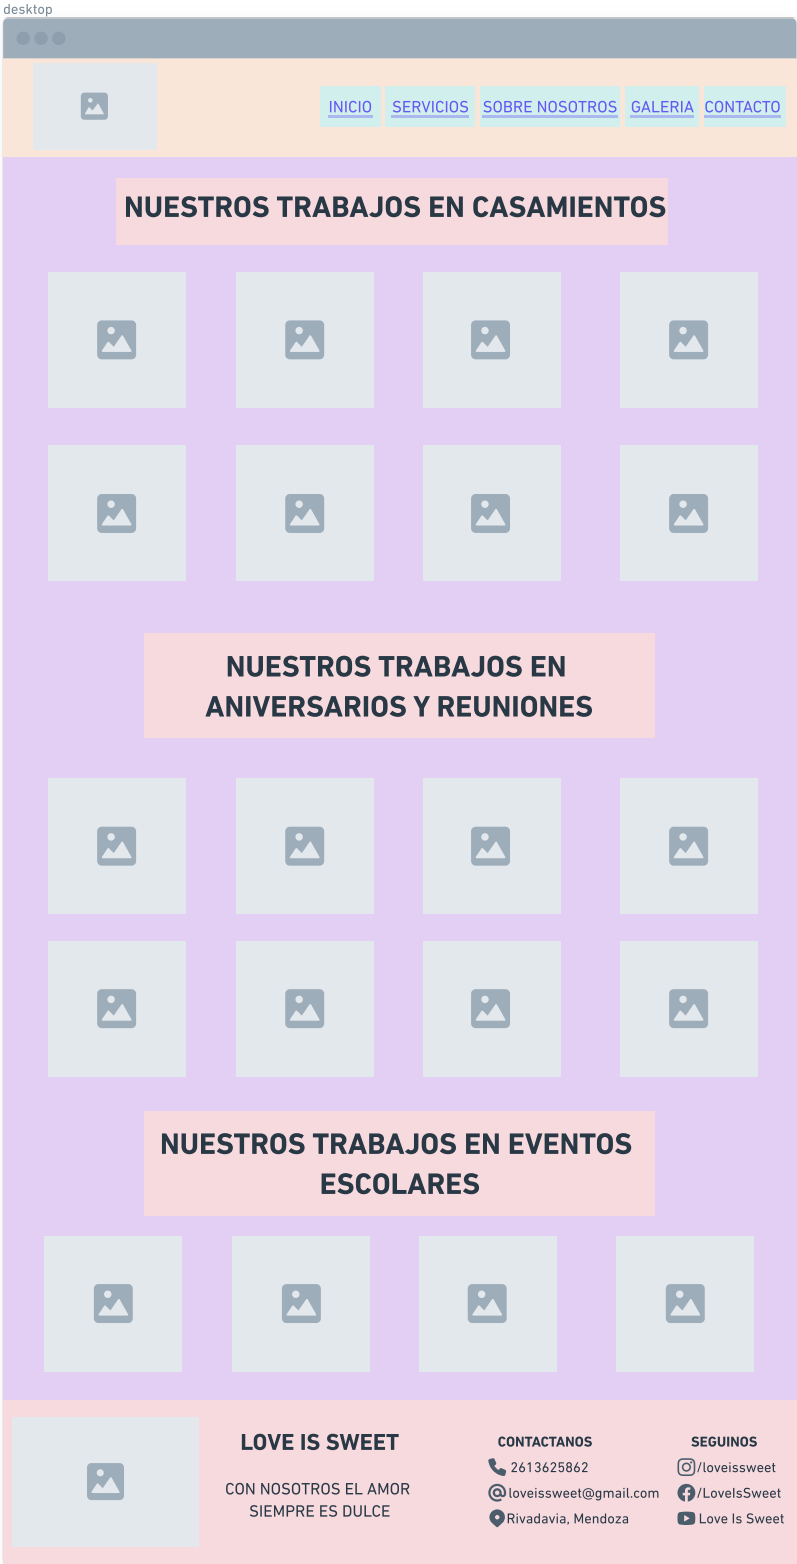 desktop
INICIO
SERVICIOS
SOBRE NOSOTROS
GALERIA
CONTACTO
NUESTROS TRABAJOS EN CASAMIENTOS
NUESTROS TRABAJOS EN
ANIVERSARIOS Y REUNIONES
NUESTROS TRABAJOS EN EVENTOS
ESCOLARES
LOVE IS SWEET
CON NOSOTROS EL AMOR
SIEMPRE ES DULCE
CONTACTANOS
2613625862
loveissweet@gmail.com
Rivadavia, Mendoza
SEGUINOS
/loveissweet
/LoveIsSweet
Love Is Sweet